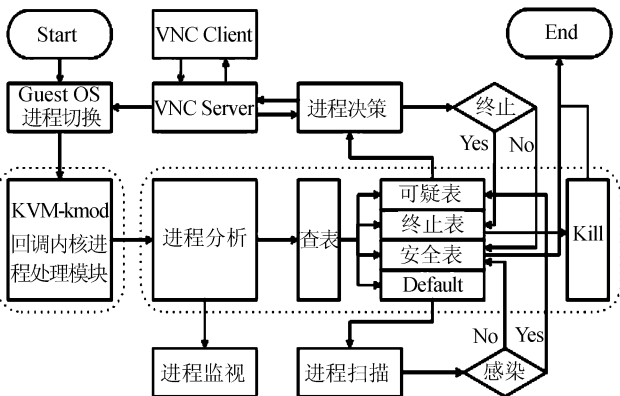 Start
VNC Client
End
Guest OS
进程切换
VNC Server
进程决策
终止
Yes
No
KVM-kmod
回调内核进
程处理模块
进程分析
查表
可疑表
终止表
安全表
Default
Kill
No
Yes
进程监视
进程扫描
感染